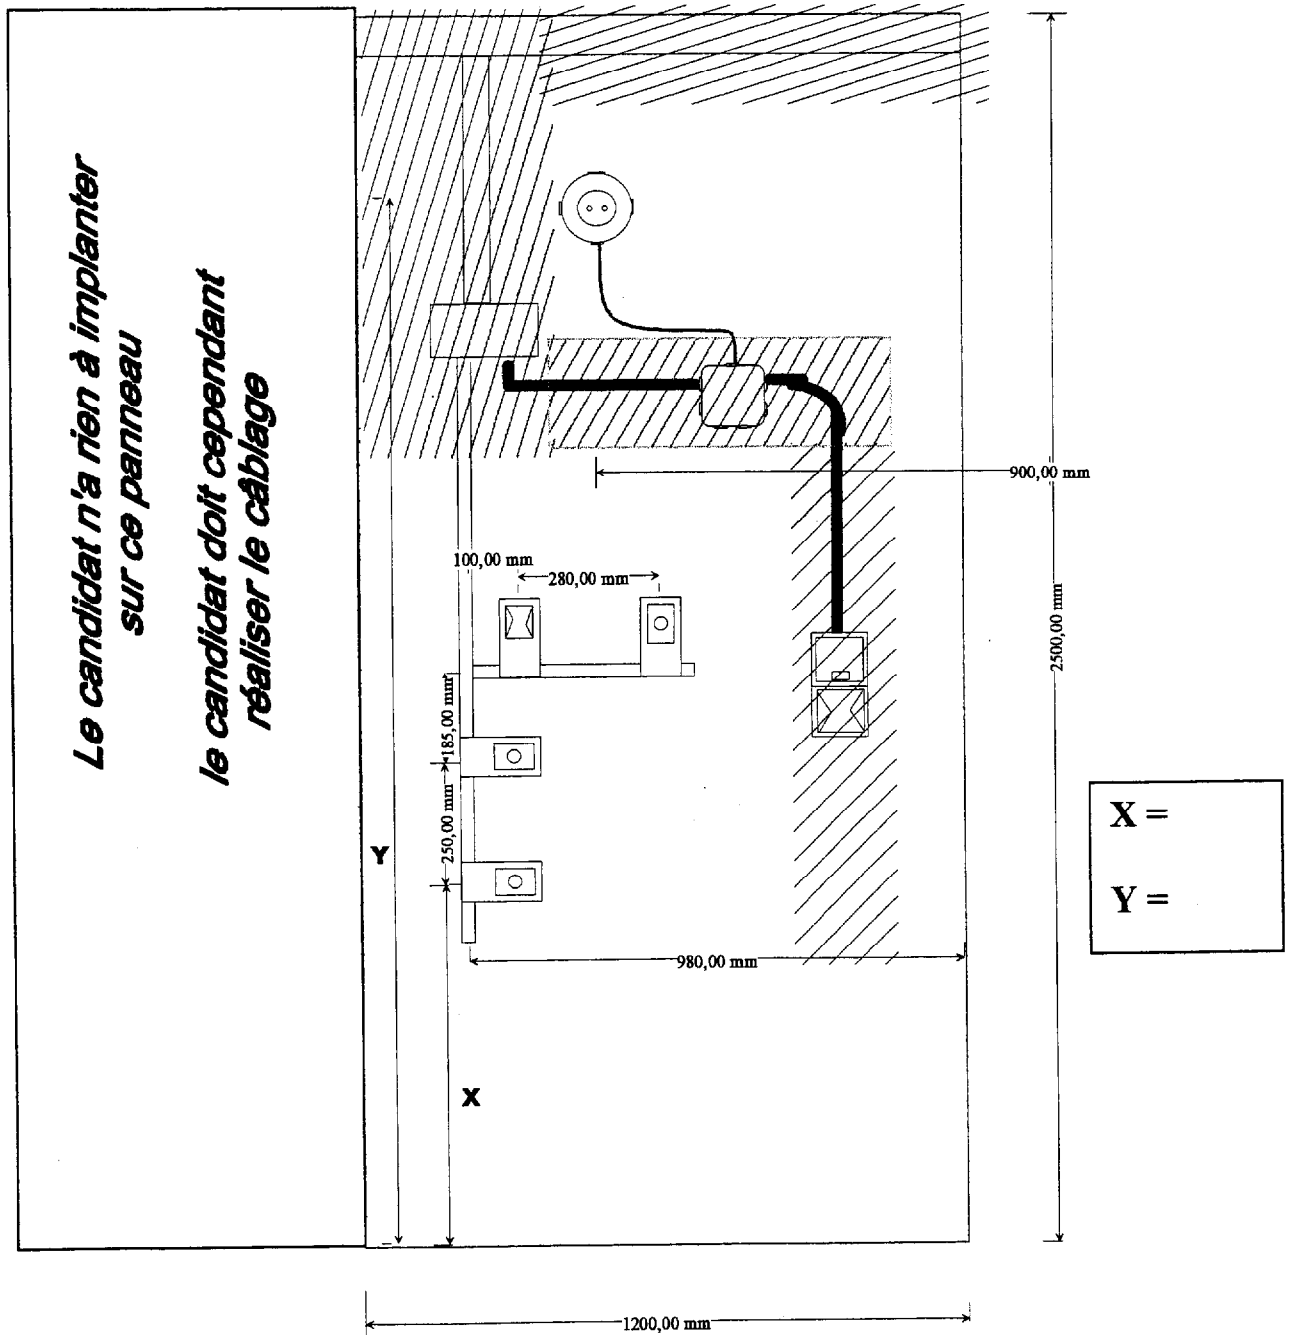 Le candidat n'a rien à implanter
sur ce panneau
le candidat doit cependant
réaliser le câblage
900,00 mm
100,00 mm
280,00 mm
2500,00 mm
185,00 mm
250,00 mm
Y
X =
Y =
980,00 mm
X
1200,00 mm